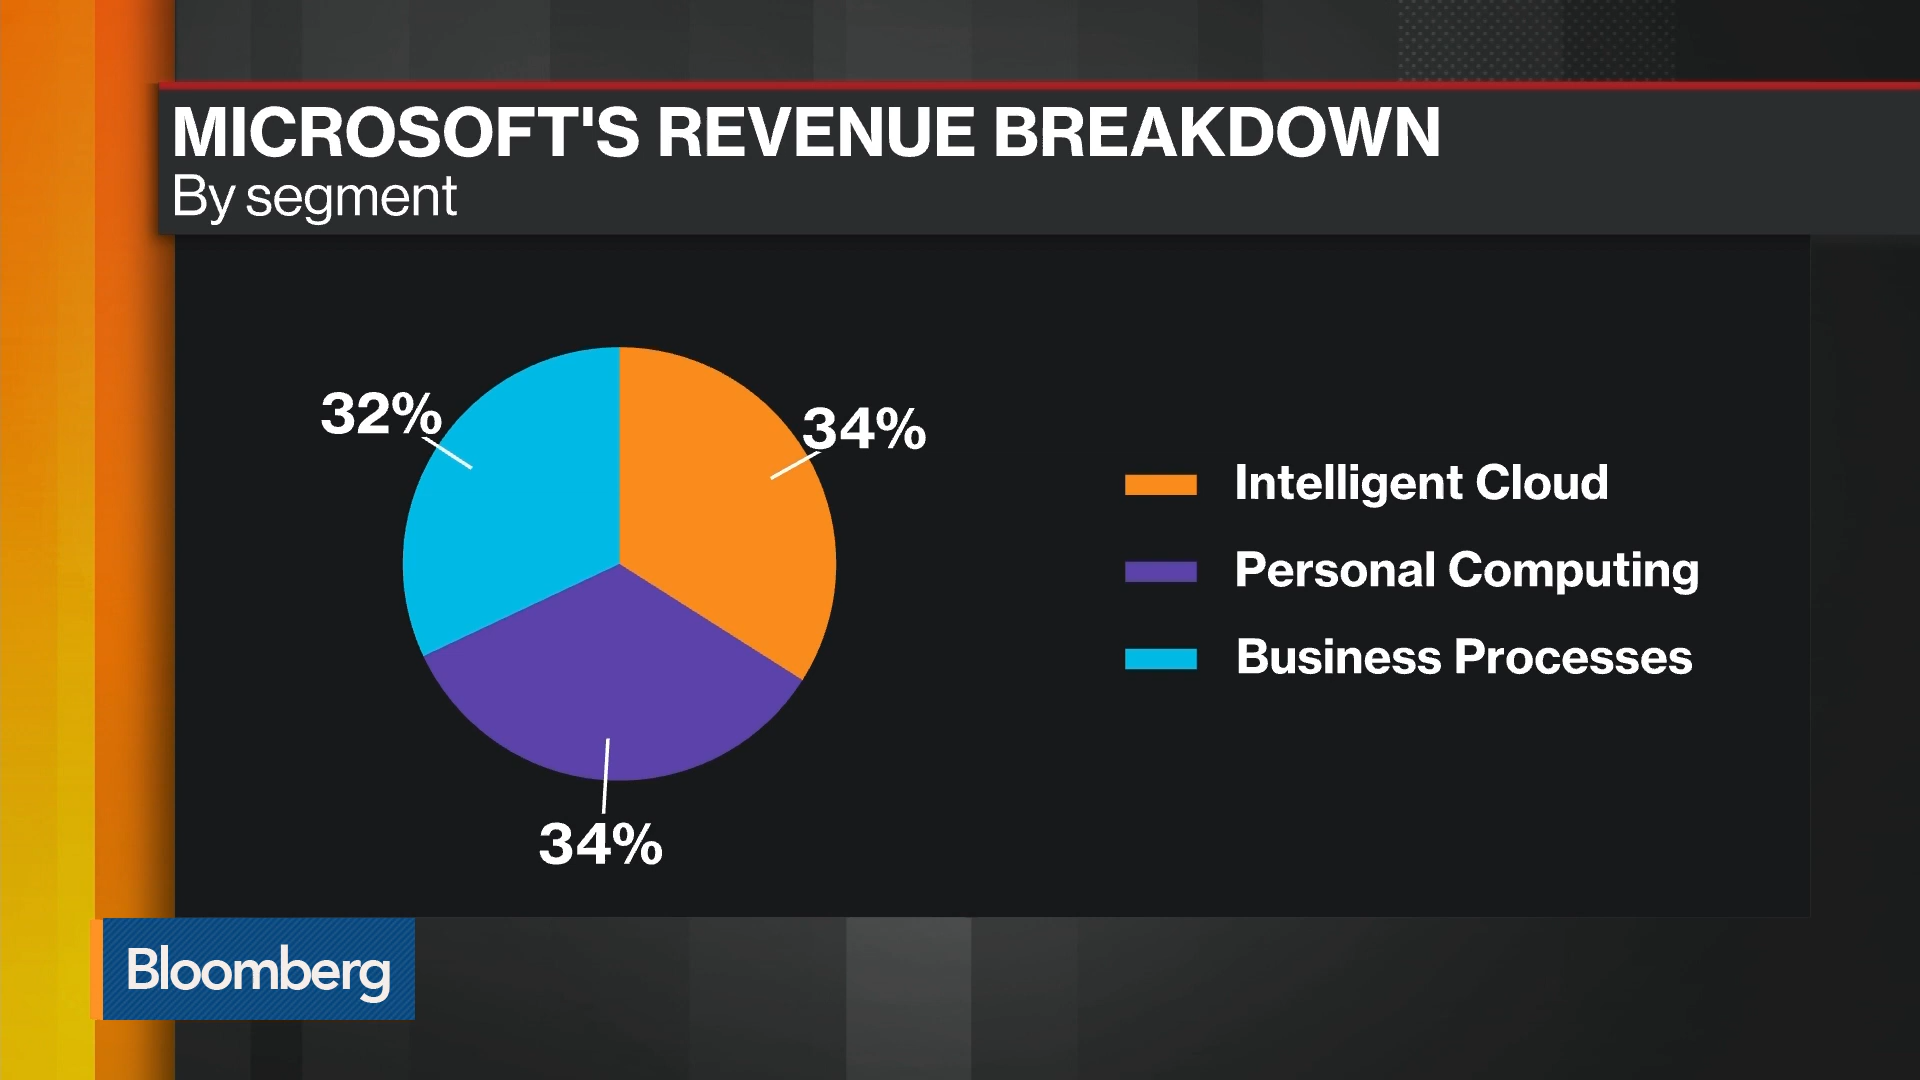 MICROSOFT'S REVENUE BREAKDOWN
By segment
32%
34%
34%
Intelligent Cloud
Personal Computing
Business Processes
Bloomberg